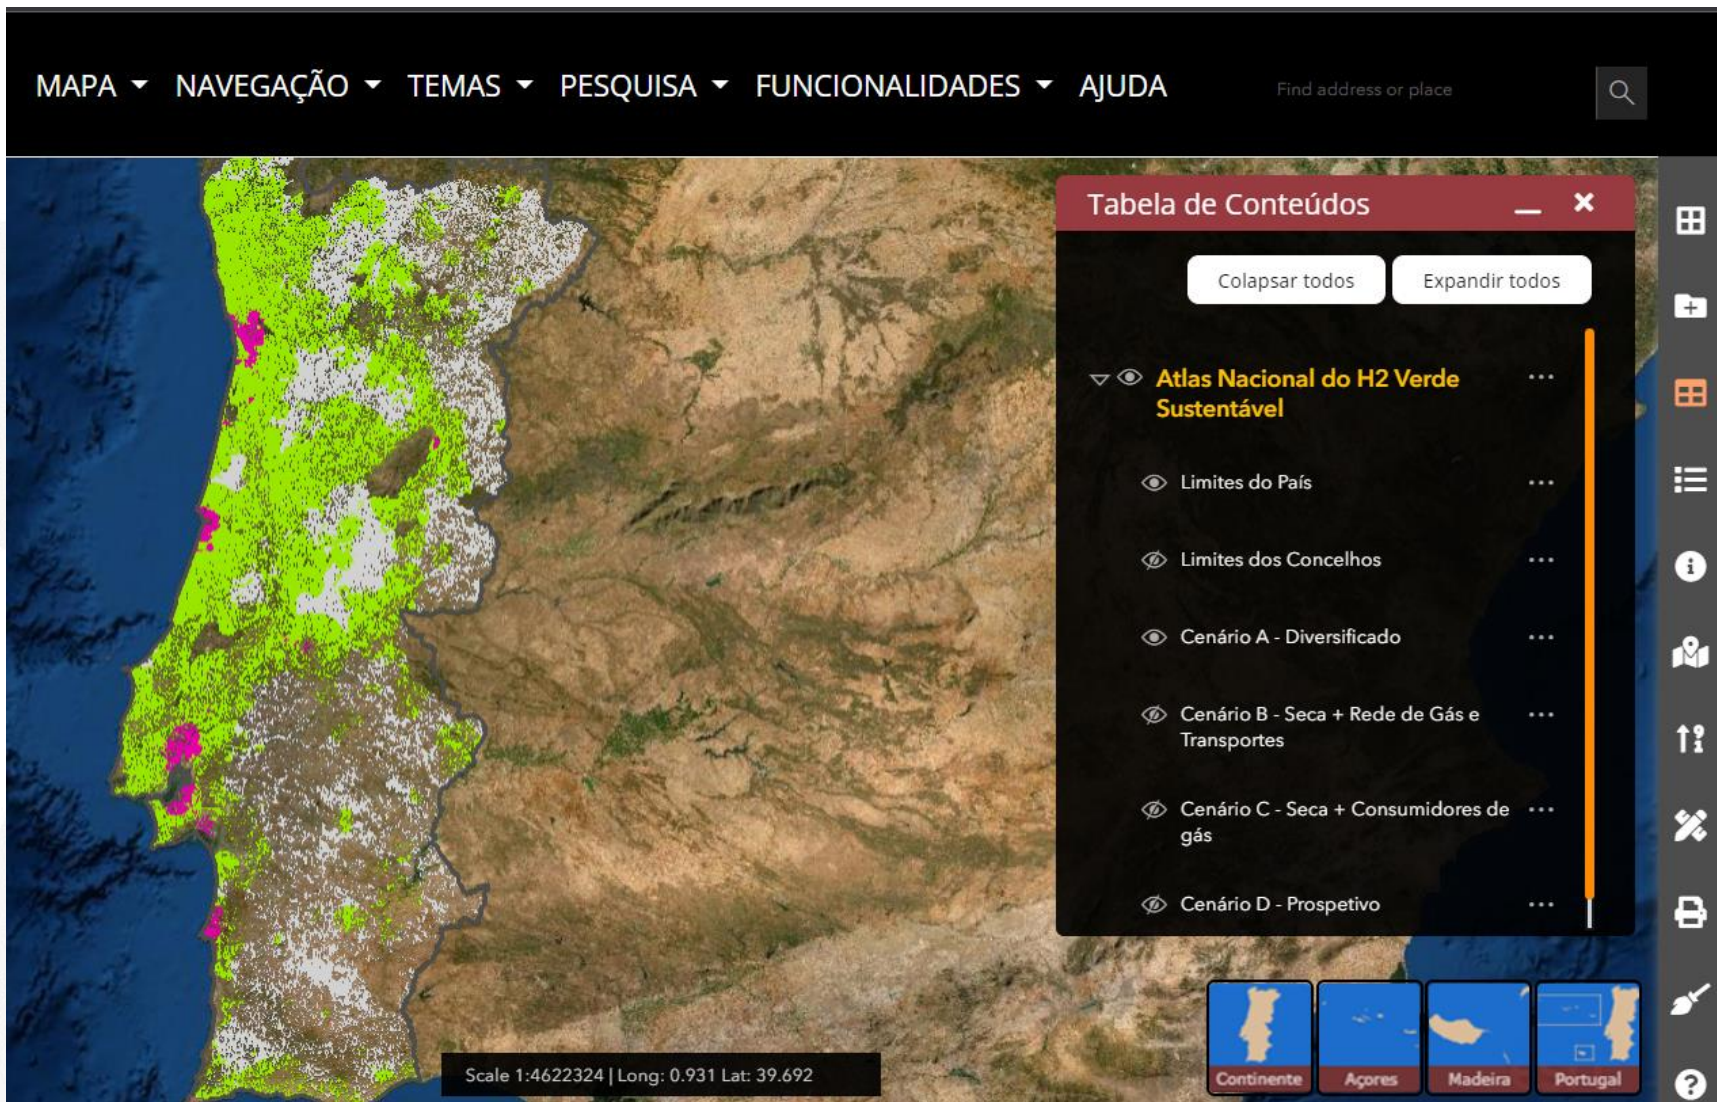 MAPA NAVEGAÇÃO TEMAS PESQUISA FUNCIONALIDADES AJUDA Find address or place
Tabela de Conteúdos
Colapsar todos Expandir todos
Atlas Nacional do H2 Verde
Sustentável
Limites do País
Limites dos Concelhos
Cenário A - Diversificado
Cenário B - Seca + Rede de Gás e
Transportes
Cenário C - Seca + Consumidores de
gás
Cenário D - Prospetivo
Continente Açores Madeira Portugal
Scale 1:4622324 | Long: 0.931 Lat: 39.692